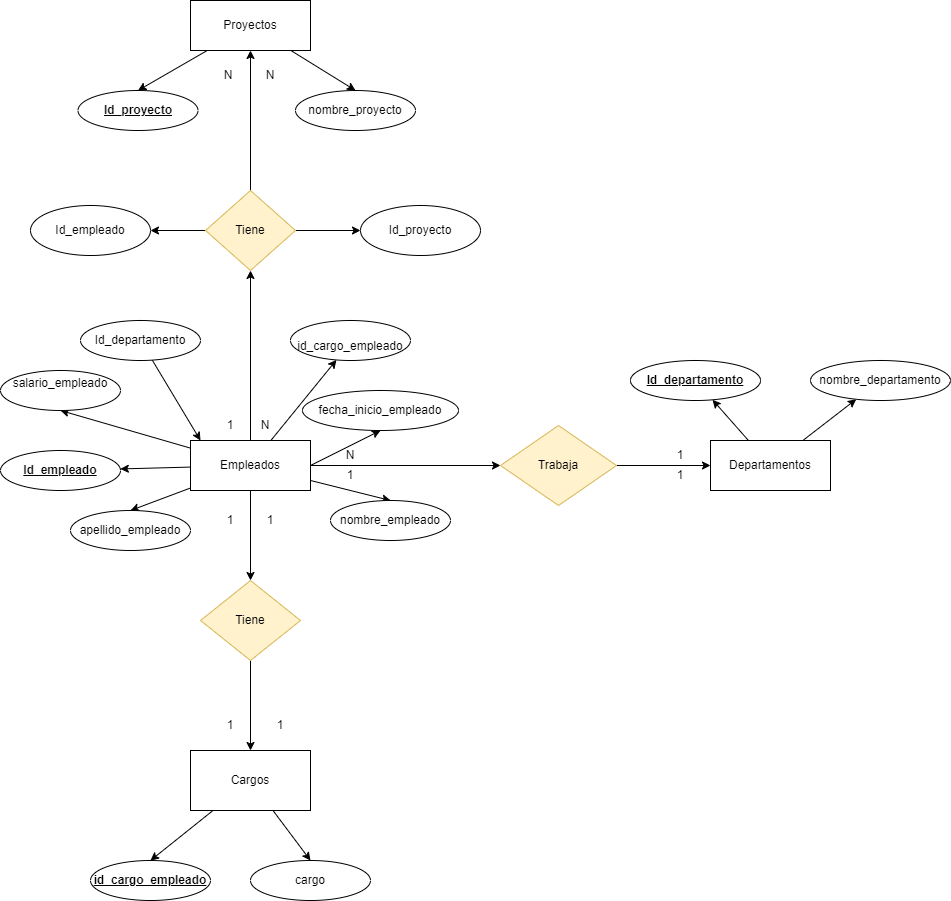 Proyectos
N
N
Id_proyecto
nombre_proyecto
Id_empleado
Tiene
Id_proyecto
Id_departamento
id_cargo_empleado
salario_empleado
fecha_inicio_empleado
Id_departamento
nombre_departamento
1
N
Id_empleado
Empleados
N
1
Trabaja
1
1
Departamentos
apellido_empleado
1
1
nombre_empleado
Tiene
1
1
Cargos
id_cargo_empleado
cargo